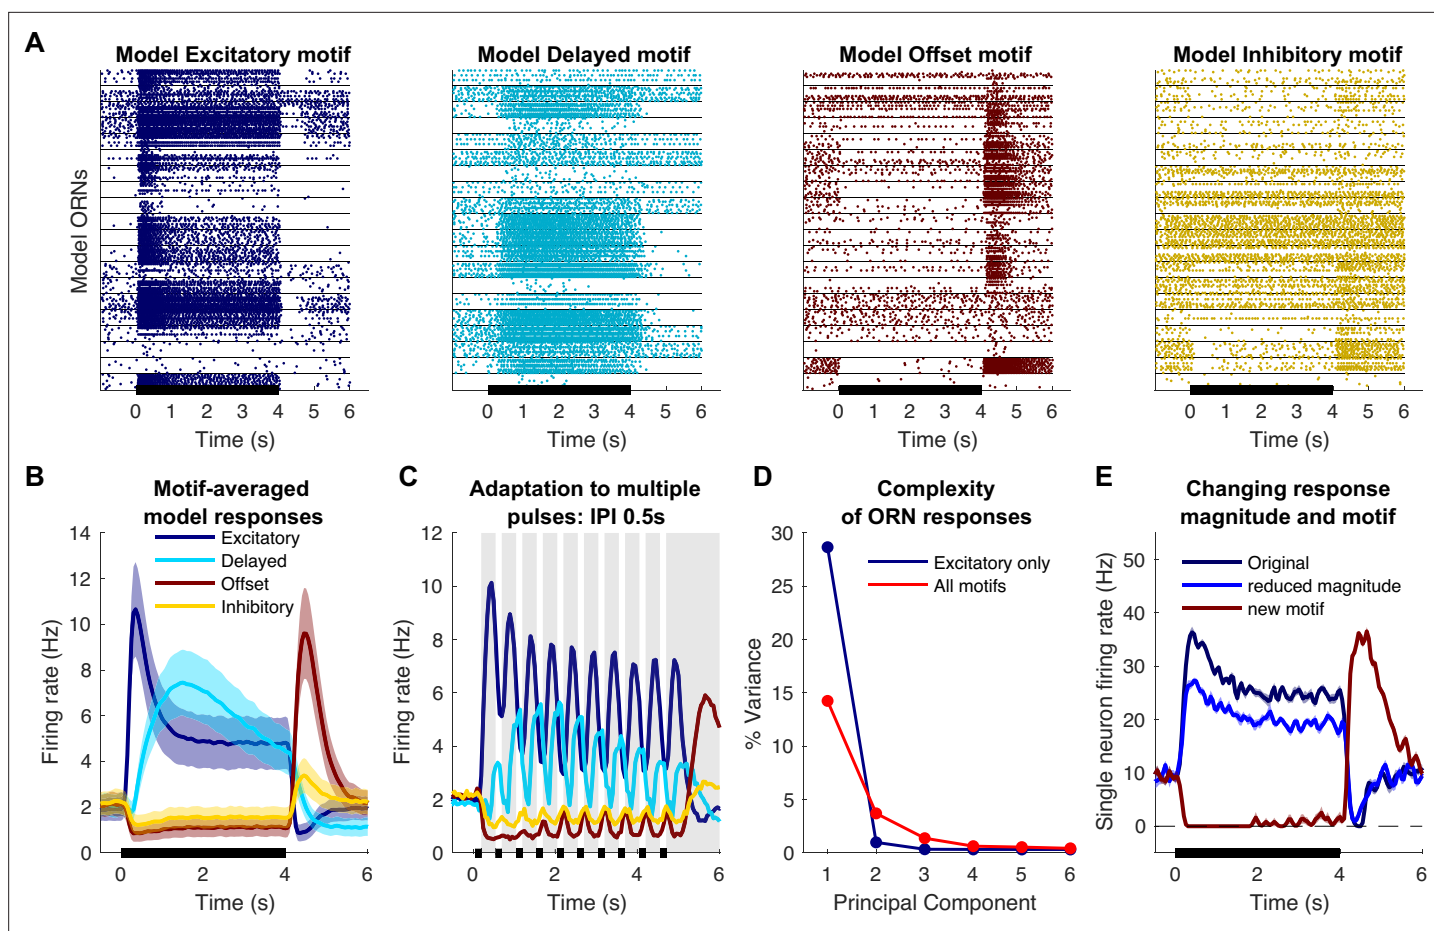 A
Model Excitatory motif
Model Delayed motif
Model Offset motif
Model Inhibitory motif
Model ORNs
0 1 2 3 4 5 6
0 1 2 3 4 5 6
0 1 2 3 4 5 6
0 1 2 3 4 5 6
Time (s)
Time (s)
Time (s)
Time (s)
B
Motif-averaged
model responses
14
12
10
8
6
4
2
0
Firing rate (Hz)
Excitatory
Delayed
Offset
Inhibitory
0 2 4 6
Time (s)
C
Adaptation to multiple
pulses: IPI 0.5s
12
10
8
6
4
2
0
Firing rate (Hz)
0 2 4 6
Time (s)
D
Complexity
of ORN responses
30
25
20
15
10
5
0
% Variance
Excitatory only
All motifs
1 2 3 4 5 6
Principal Component
E
Changing response
magnitude and motif
50
40
30
20
10
0
Single neuron firing rate (Hz)
Original
reduced magnitude
new motif
0 2 4 6
Time (s)